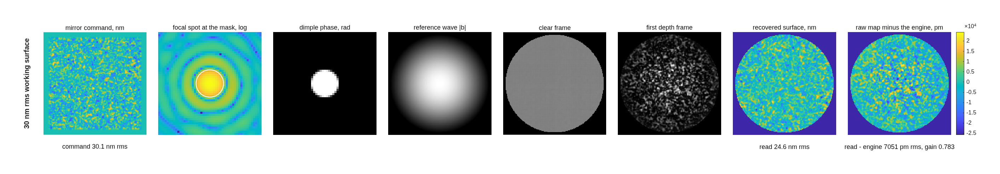 30 nm rms working surface
mirror command, nm
focal spot at the mask, log
dimple phase, rad
reference wave |b|
clear frame
first depth frame
recovered surface, nm
raw map minus the engine, pm
×10⁴
2
1.5
1
0.5
0
-0.5
-1
-1.5
-2
-2.5
command 30.1 nm rms
read 24.6 nm rms
read - engine 7051 pm rms, gain 0.783